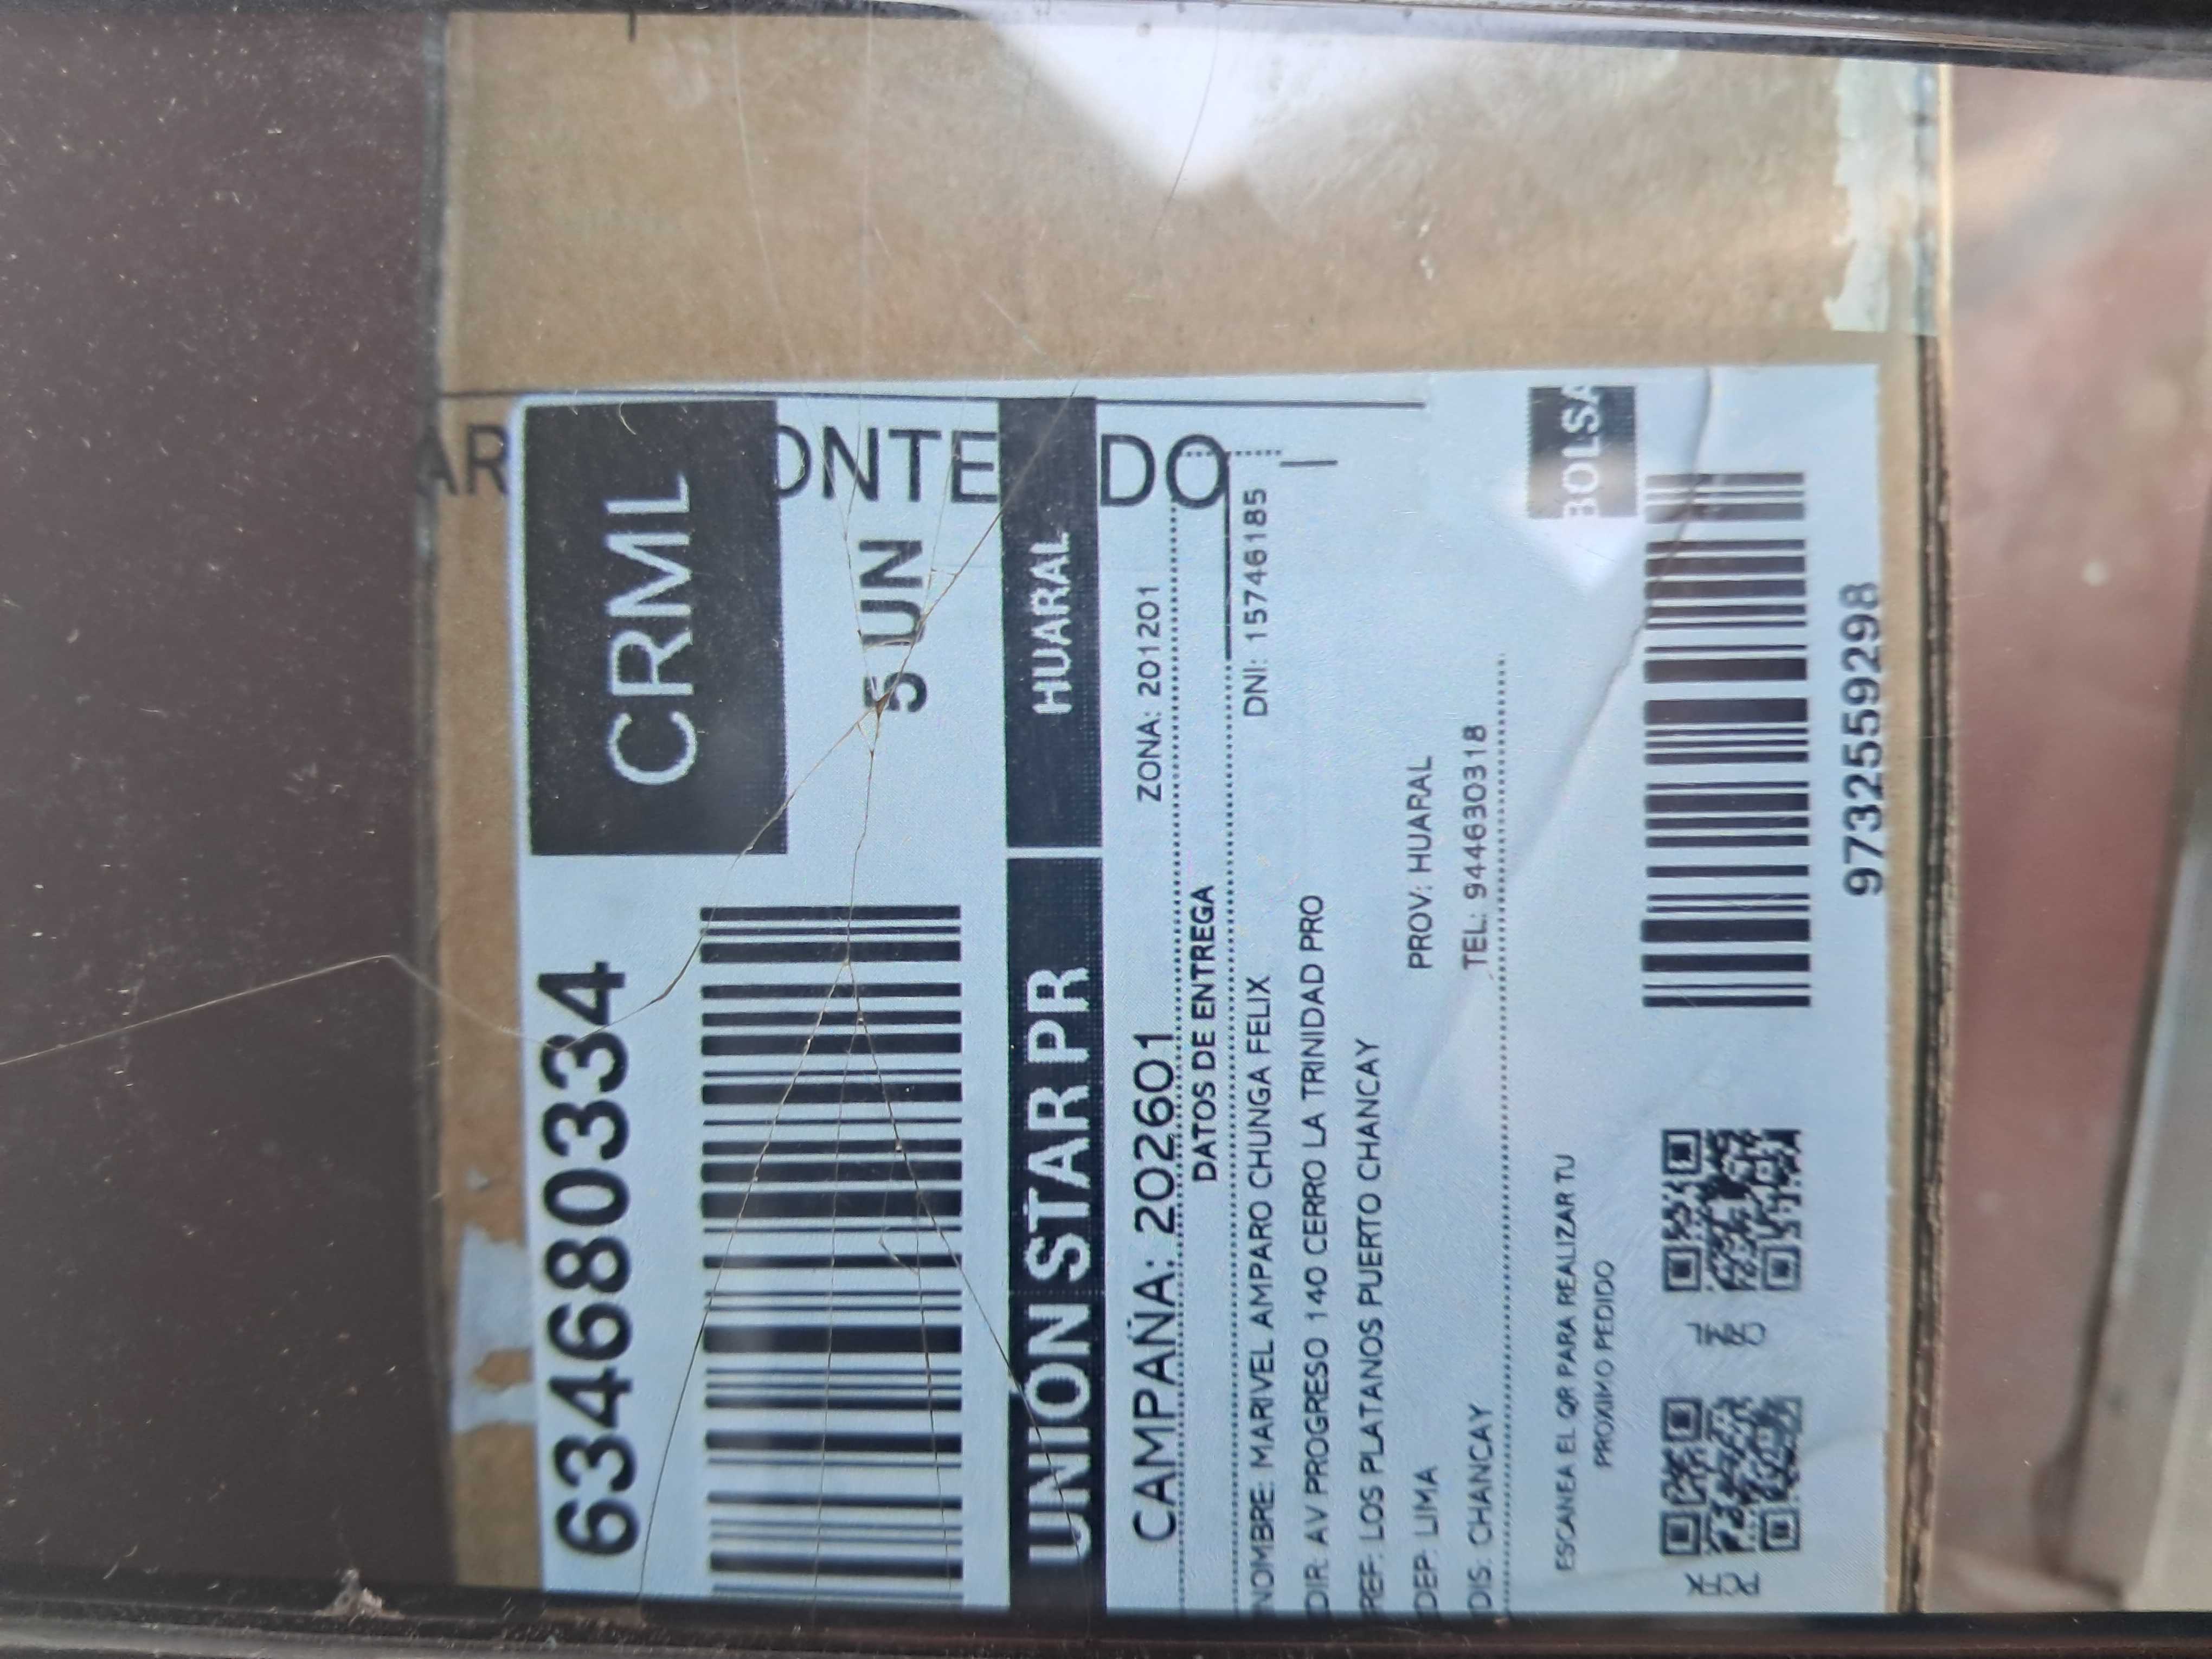 634680334
CRML
AR ONTE DO
5 UN
UNION STAR PR
HUARAL
CAMPAÑA: 202601
ZONA: 201201
DATOS DE ENTREGA
NOMBRE: MARIVEL AMPARO CHUNGA FELIX
DNI: 15746185
DIR: AV PROGRESO 140 CERRO LA TRINIDAD PRO
REF: LOS PLATANOS PUERTO CHANCAY
DEP: LIMA
PROV: HUARAL
DIS: CHANCAY
TEL: 944630318
ESCANEA EL QR PARA REALIZAR TU
PROXIMO PEDIDO
BOLSA
9732559298